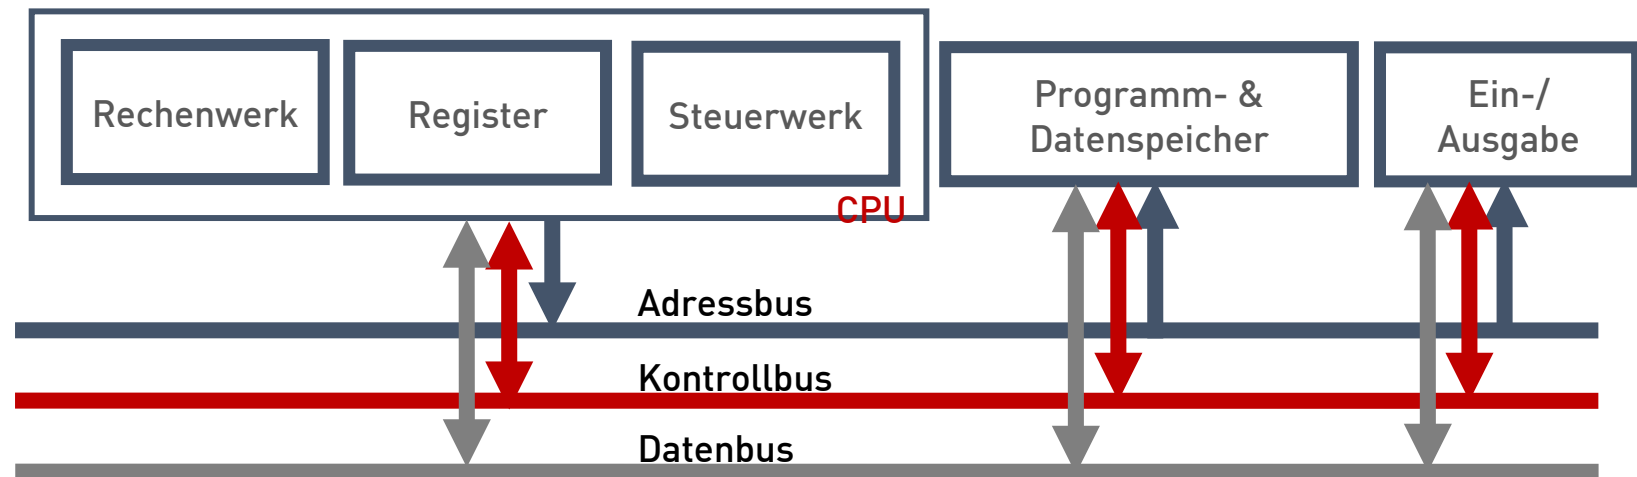 Rechenwerk
Register
Steuerwerk
Programm- &
Datenspeicher
Ein-/
Ausgabe
CPU
Adressbus
Kontrollbus
Datenbus